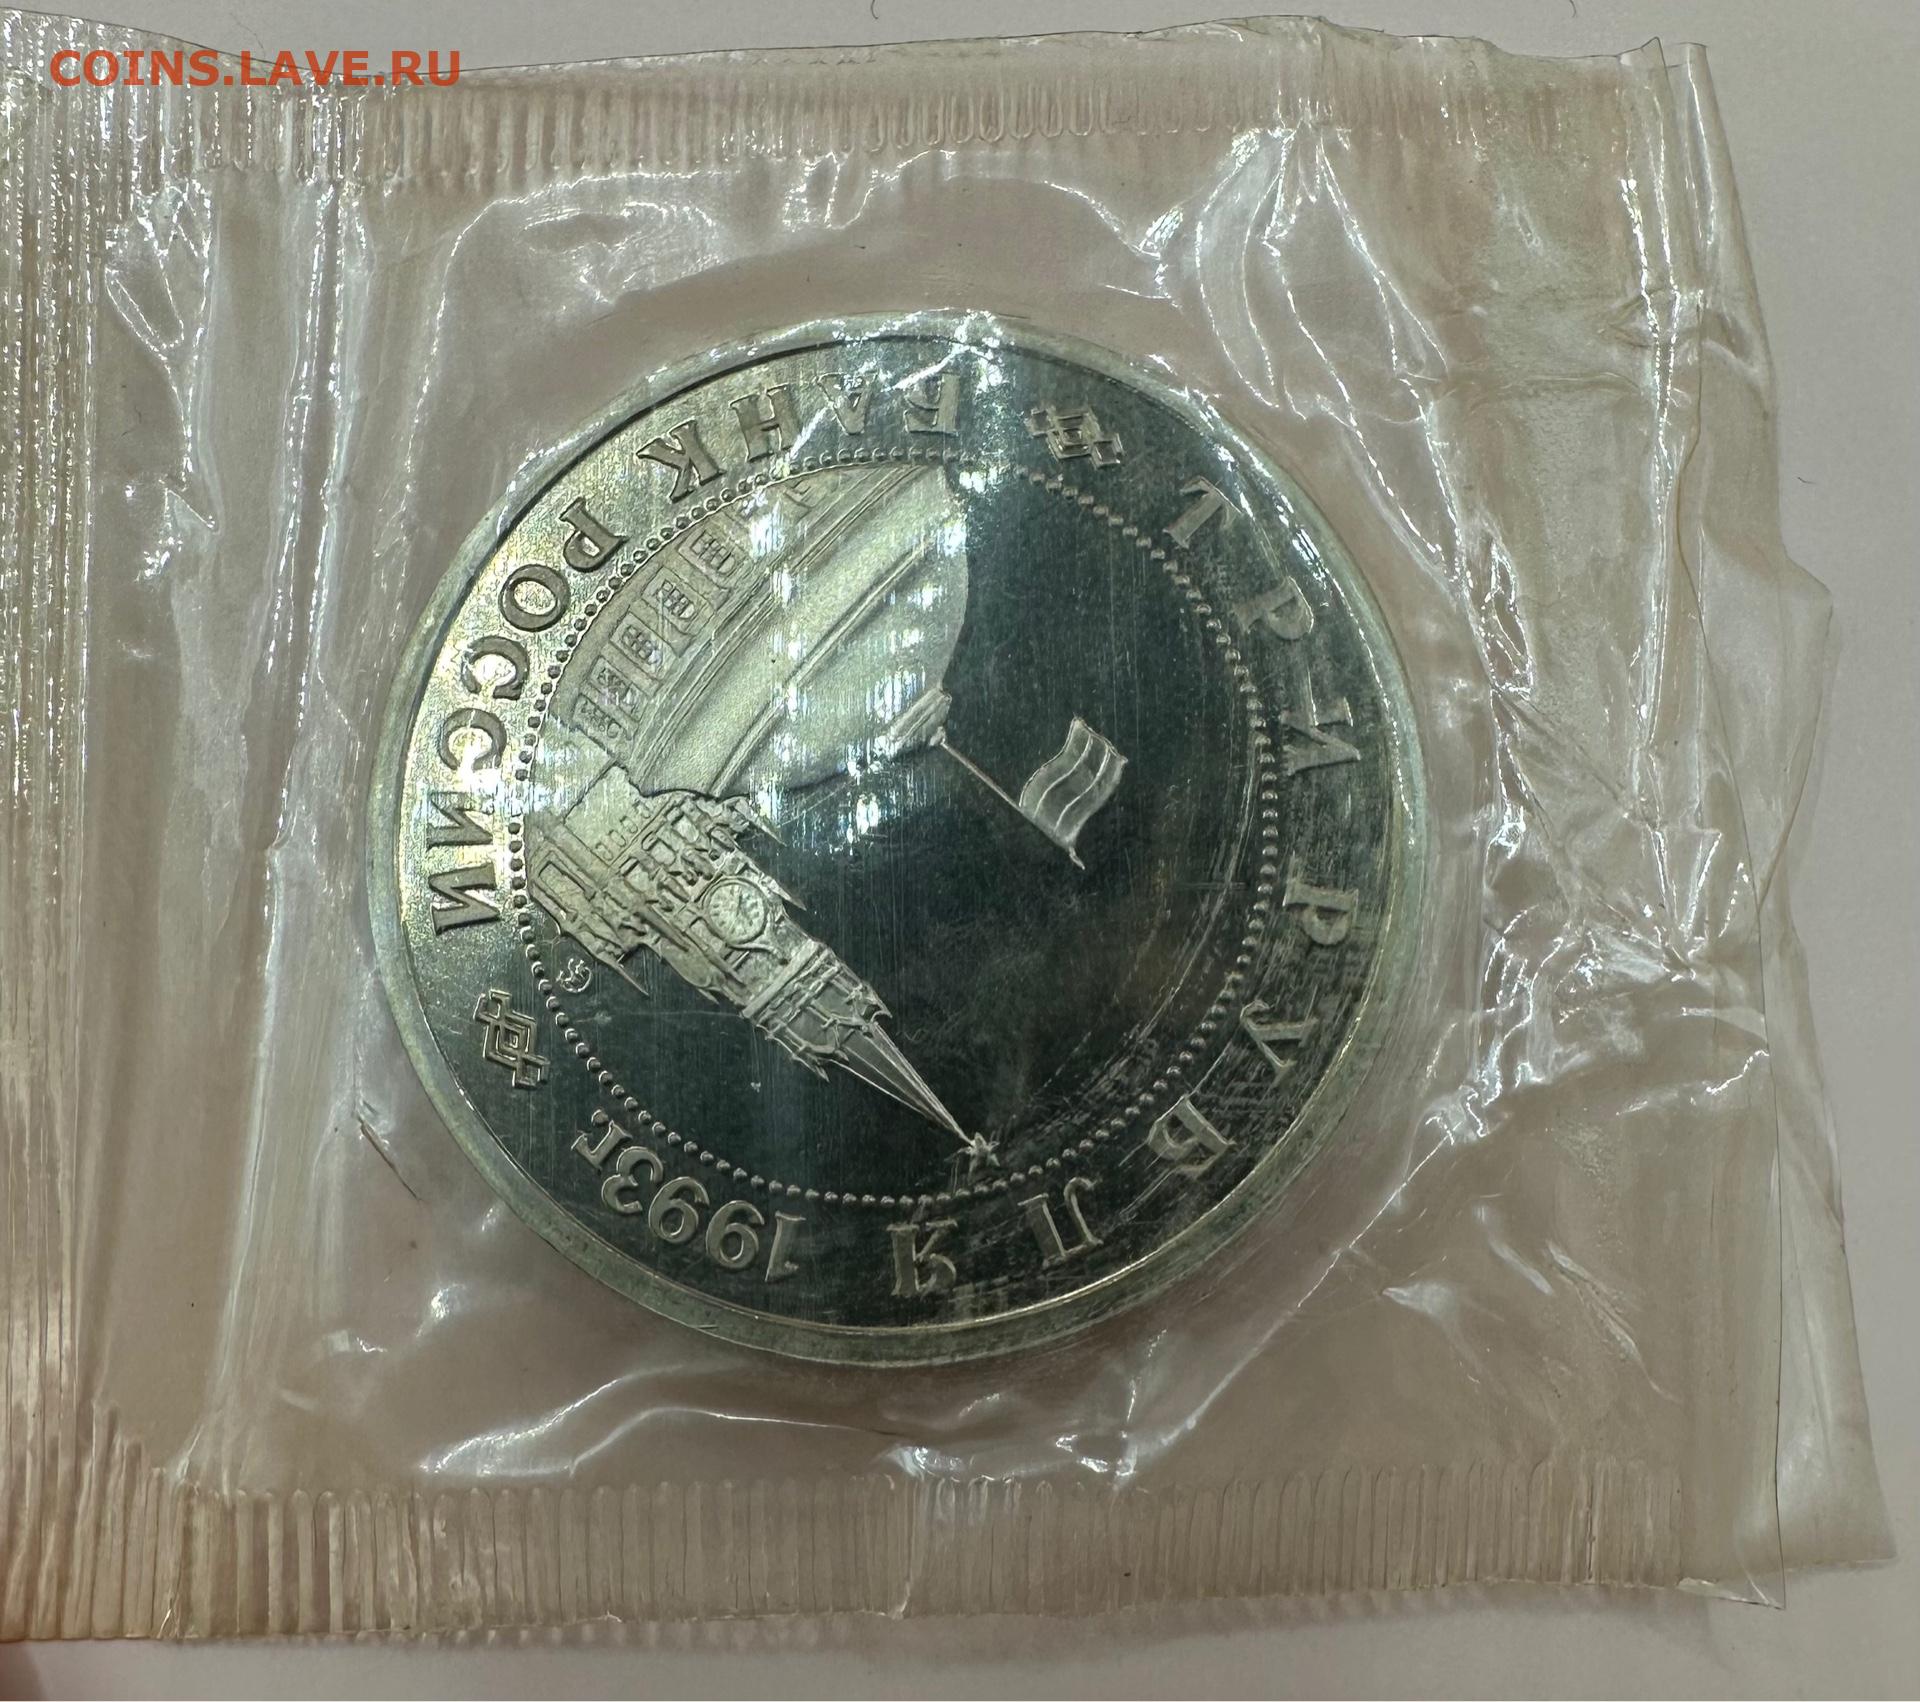 COINS.LAVE.RU
ТРИ РУБЛЯ
1993г.
БАНК РОССИИ